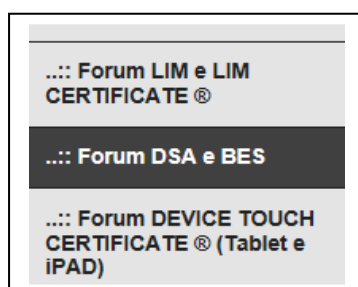 ..:: Forum LIM e LIM
CERTIFICATE ®
..:: Forum DSA e BES
..:: Forum DEVICE TOUCH
CERTIFICATE ® (Tablet e
iPAD)